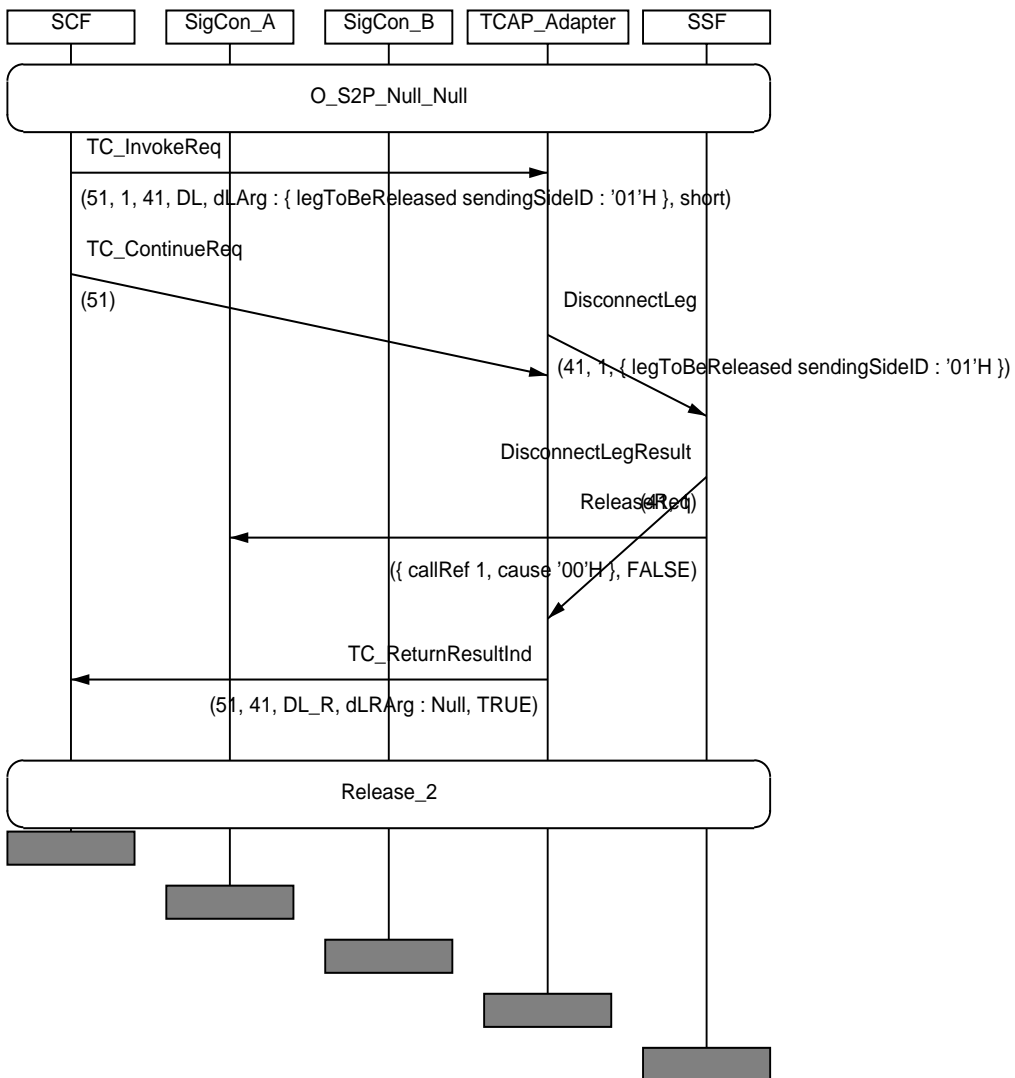 SCF SigCon_A SigCon_B TCAP_Adapter SSF
O_S2P_Null_Null
TC_InvokeReq
(51, 1, 41, DL, dLArg : { legToBeReleased sendingSideID : '01'H }, short)
TC_ContinueReq
(51)
DisconnectLeg
(41, 1, { legToBeReleased sendingSideID : '01'H })
DisconnectLegResult
ReleaseReq
({ callRef 1, cause '00'H }, FALSE)
TC_ReturnResultInd
(51, 41, DL_R, dLRArg : Null, TRUE)
Release_2